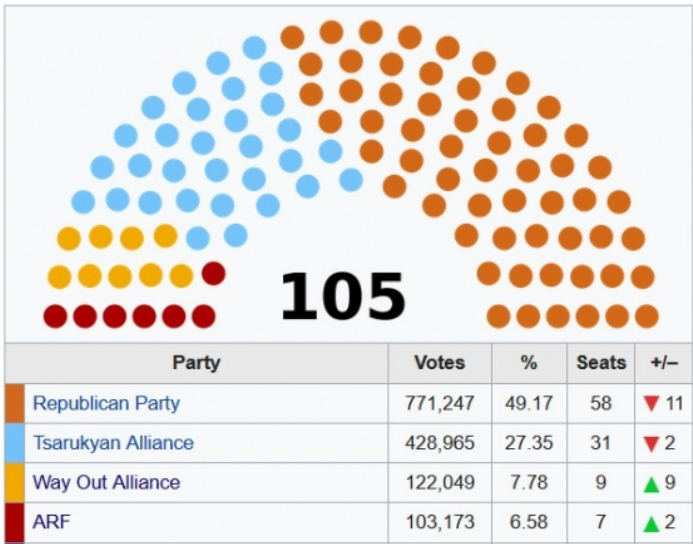 105
Party Votes % Seats +/–
Republican Party 771,247 49.17 58 ▼ 11
Tsarukyan Alliance 428,965 27.35 31 ▼ 2
Way Out Alliance 122,049 7.78 9 ▲ 9
ARF 103,173 6.58 7 ▲ 2